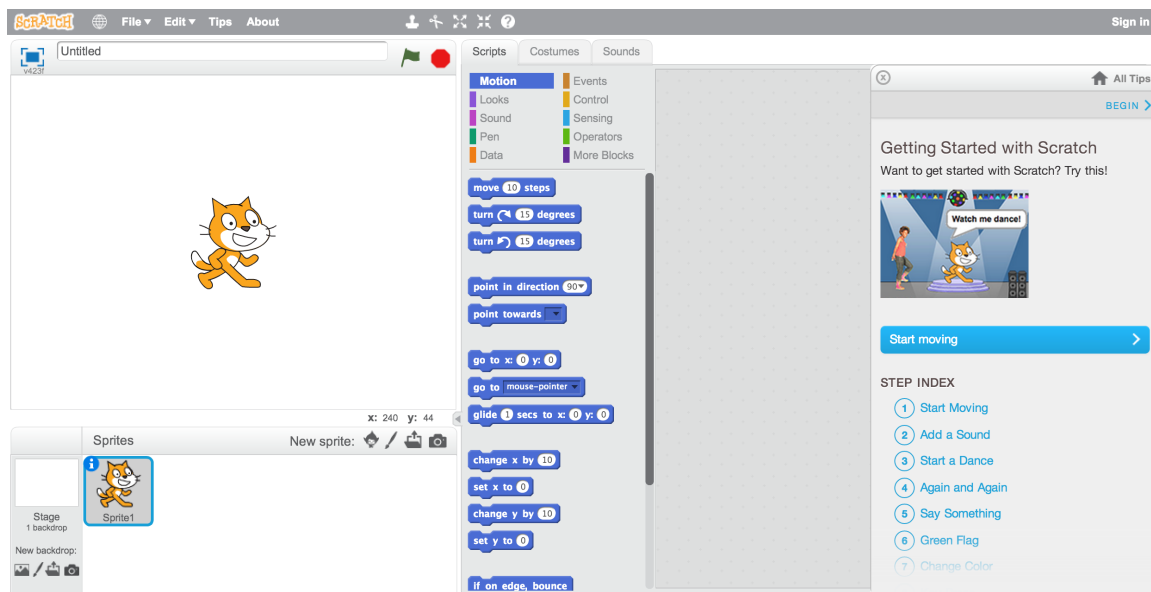 SCRATCH File Edit Tips About Sign in
Untitled
v423f
x: 240 y: 44
Sprites New sprite:
Sprite1
Stage
1 backdrop
New backdrop:
Scripts Costumes Sounds
Motion Events
Looks Control
Sound Sensing
Pen Operators
Data More Blocks
move 10 steps
turn 15 degrees
turn 15 degrees
point in direction 90
point towards
go to x: 0 y: 0
go to mouse-pointer
glide 1 secs to x: 0 y: 0
change x by 10
set x to 0
change y by 10
set y to 0
if on edge, bounce
All Tips
BEGIN
Getting Started with Scratch
Want to get started with Scratch? Try this!
Watch me dance!
Start moving
STEP INDEX
1 Start Moving
2 Add a Sound
3 Start a Dance
4 Again and Again
5 Say Something
6 Green Flag
7 Change Color